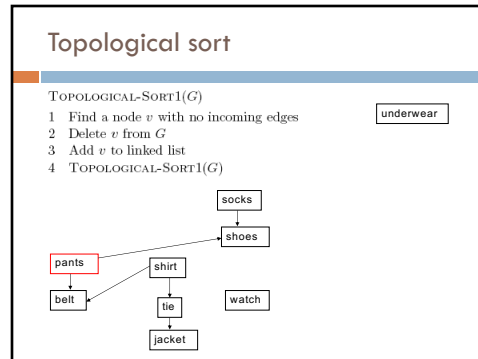 Topological sort
TOPOLOGICAL-SORT1(G)
1 Find a node v with no incoming edges
2 Delete v from G
3 Add v to linked list
4 TOPOLOGICAL-SORT1(G)
underwear
socks
shoes
pants
shirt
belt
tie
watch
jacket